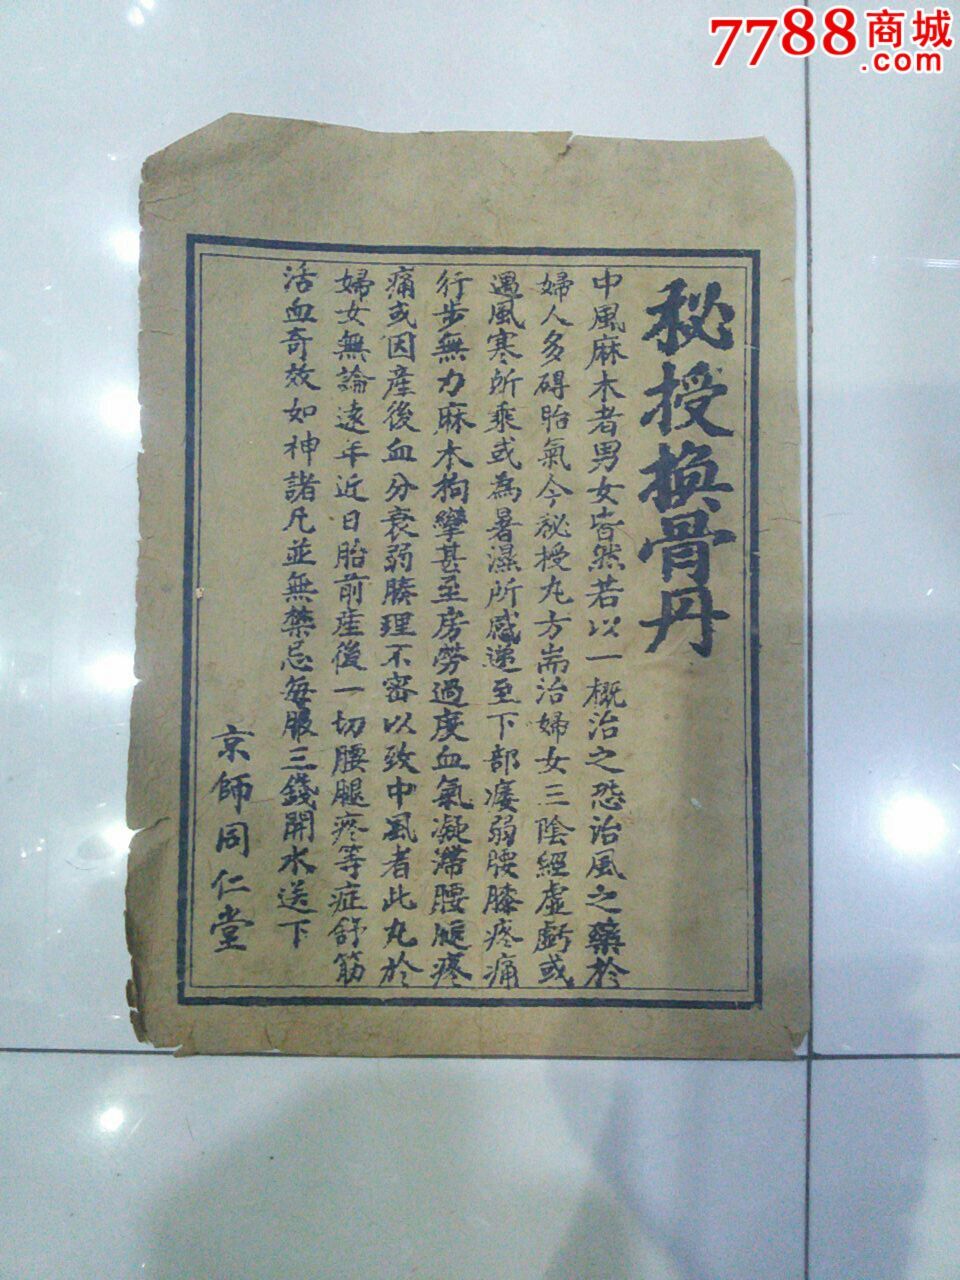 7788商城
.com
秘授換骨丹
中風麻木者男女皆然若以一概治之恐治風之藥於
婦人多碍胎氣今秘授丸方耑治婦女三陰經虛虧或
遇風寒所乘或為暑濕所感遂至下部痿弱腰膝疼痛
行步無力麻木拘攣甚至房勞過度血氣凝滯腰腿疼
痛或因產後血分衰弱腠理不密以致中風者此丸於
婦女無論遠年近日胎前產後一切腰腿疼等症舒筋
活血奇效如神諸凡並無禁忌每服三錢開水送下
京師同仁堂